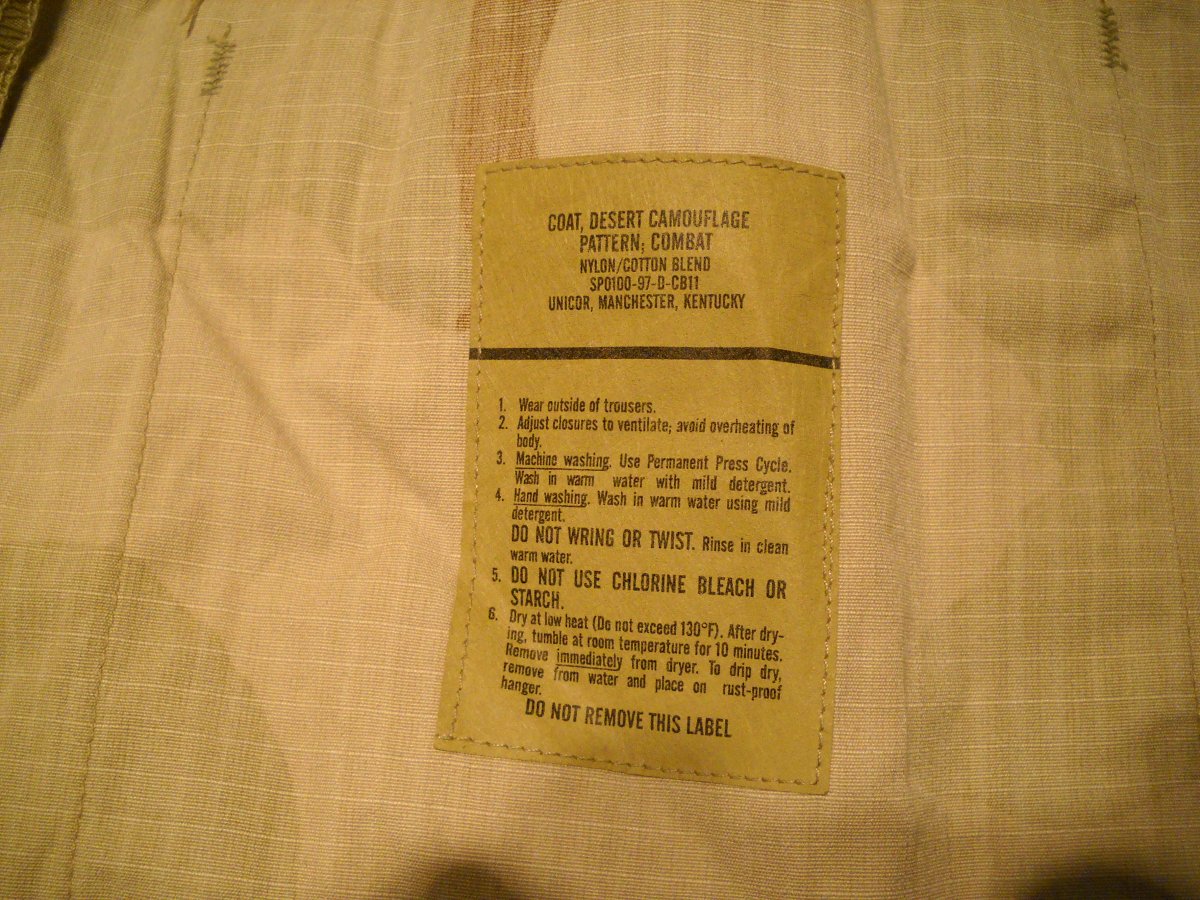 COAT, DESERT CAMOUFLAGE
PATTERN; COMBAT
NYLON/COTTON BLEND
SP0100-97-D-CB11
UNICOR, MANCHESTER, KENTUCKY
1. Wear outside of trousers.
2. Adjust closures to ventilate; avoid overheating of
body.
3. Machine washing. Use Permanent Press Cycle.
Wash in warm water with mild detergent.
4. Hand washing. Wash in warm water using mild
detergent.
DO NOT WRING OR TWIST. Rinse in clean
warm water.
5. DO NOT USE CHLORINE BLEACH OR
STARCH.
6. Dry at low heat (Do not exceed 130°F). After dry-
ing, tumble at room temperature for 10 minutes.
Remove immediately from dryer. To drip dry,
remove from water and place on rust-proof
hanger.
DO NOT REMOVE THIS LABEL